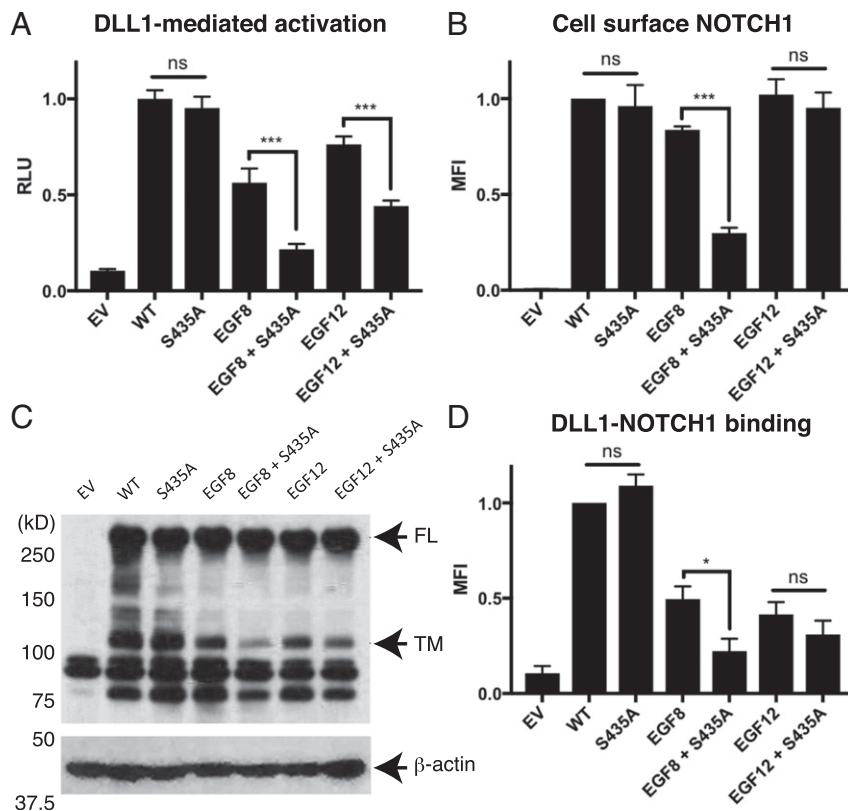 A
DLL1-mediated activation
RLU
1.0
0.5
0.0
ns
***
***
EV
WT
S435A
EGF8
EGF8 + S435A
EGF12
EGF12 + S435A
B
Cell surface NOTCH1
MFI
1.0
0.5
0.0
ns
***
ns
EV
WT
S435A
EGF8
EGF8 + S435A
EGF12
EGF12 + S435A
C
EV
WT
S435A
EGF8
EGF8 + S435A
EGF12
EGF12 + S435A
(kD)
250
150
100
75
50
37.5
FL
TM
β-actin
D
DLL1-NOTCH1 binding
MFI
1.0
0.5
0.0
ns
*
ns
EV
WT
S435A
EGF8
EGF8 + S435A
EGF12
EGF12 + S435A